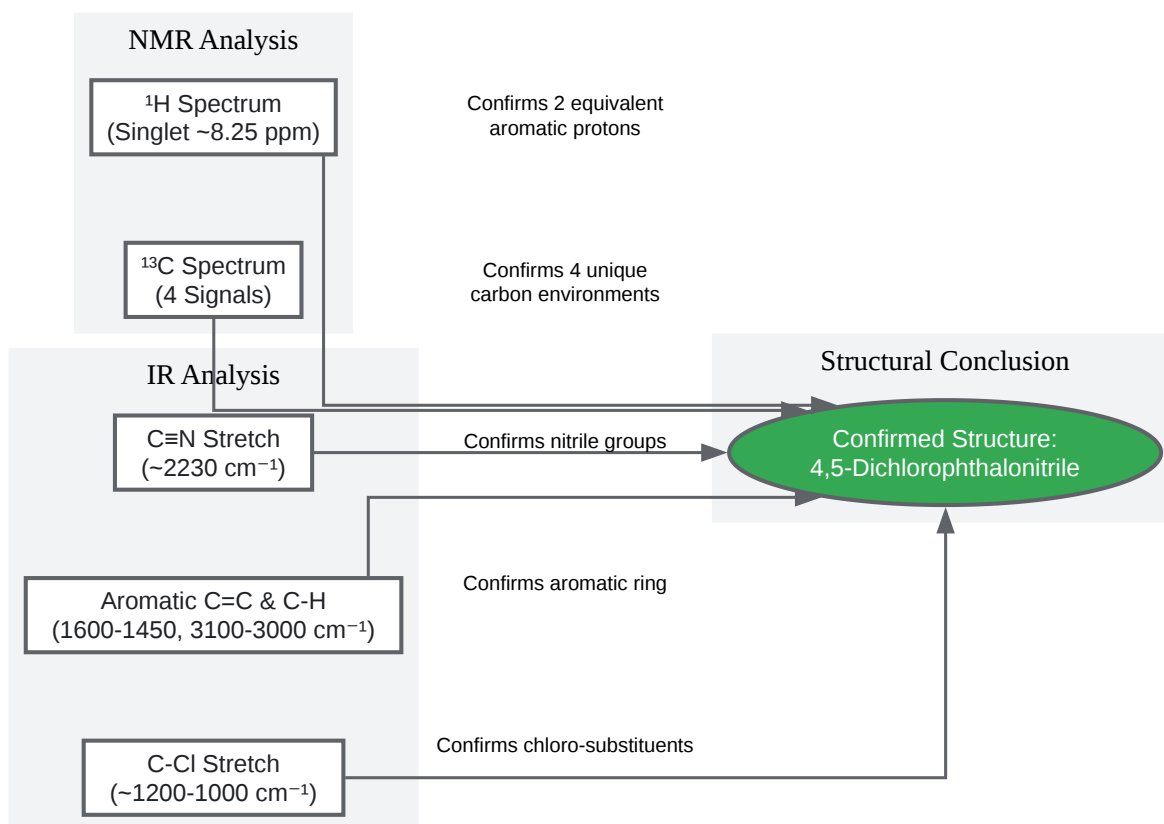 NMR Analysis
¹H Spectrum
(Singlet ~8.25 ppm)
Confirms 2 equivalent
aromatic protons
¹³C Spectrum
(4 Signals)
Confirms 4 unique
carbon environments
IR Analysis
Structural Conclusion
C≡N Stretch
(~2230 cm⁻¹)
Confirms nitrile groups
Confirmed Structure:
4,5-Dichlorophthalonitrile
Aromatic C=C & C-H
(1600-1450, 3100-3000 cm⁻¹)
Confirms aromatic ring
C-Cl Stretch
(~1200-1000 cm⁻¹)
Confirms chloro-substituents